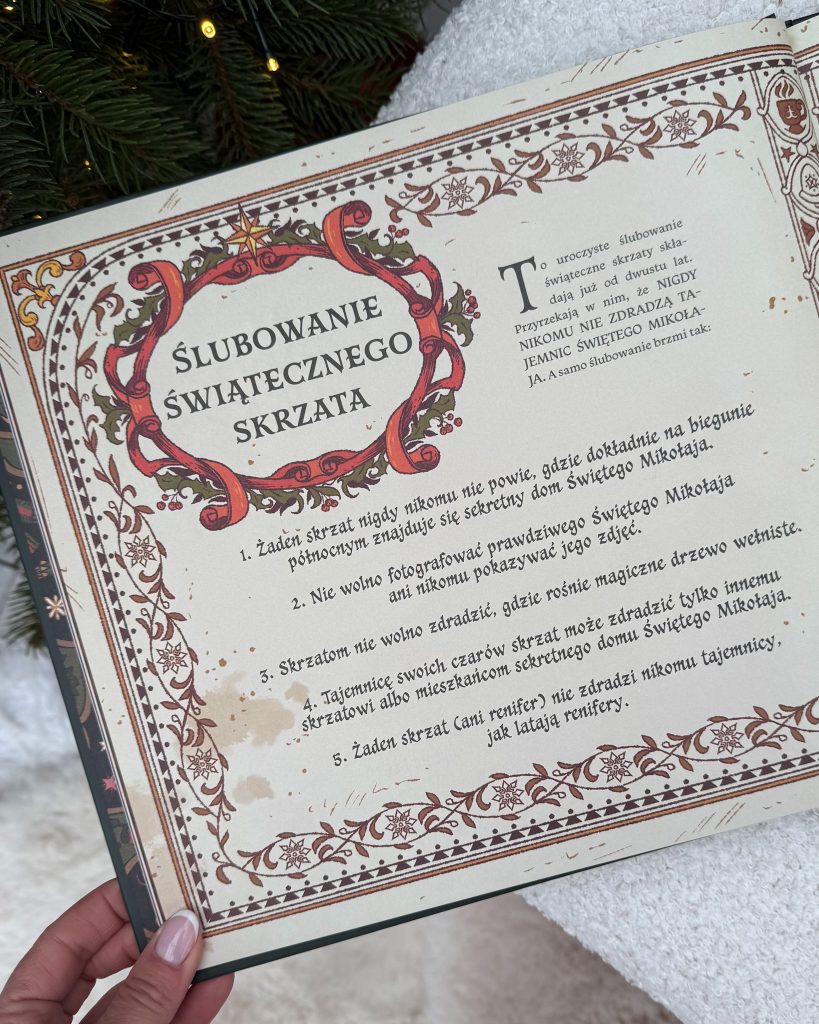 ŚLUBOWANIE
ŚWIĄTECZNEGO
SKRZATA
To uroczyste ślubowanie
świąteczne skrzaty skła-
dają już od dwustu lat.
Przyrzekają w nim, że NIGDY
NIKOMU NIE ZDRADZĄ TA-
JEMNIC ŚWIĘTEGO MIKOŁA-
JA. A samo ślubowanie brzmi tak:
1. Żaden skrzat nigdy nikomu nie powie, gdzie dokładnie na biegunie
północnym znajduje się sekretny dom Świętego Mikołaja.
2. Nie wolno fotografować prawdziwego Świętego Mikołaja
ani nikomu pokazywać jego zdjęć.
3. Skrzatom nie wolno zdradzić, gdzie rośnie magiczne drzewo wełniste.
4. Tajemnicę swoich czarów skrzat może zdradzić tylko innemu
skrzatowi albo mieszkańcom sekretnego domu Świętego Mikołaja.
5. Żaden skrzat (ani renifer) nie zdradzi nikomu tajemnicy,
jak latają renifery.